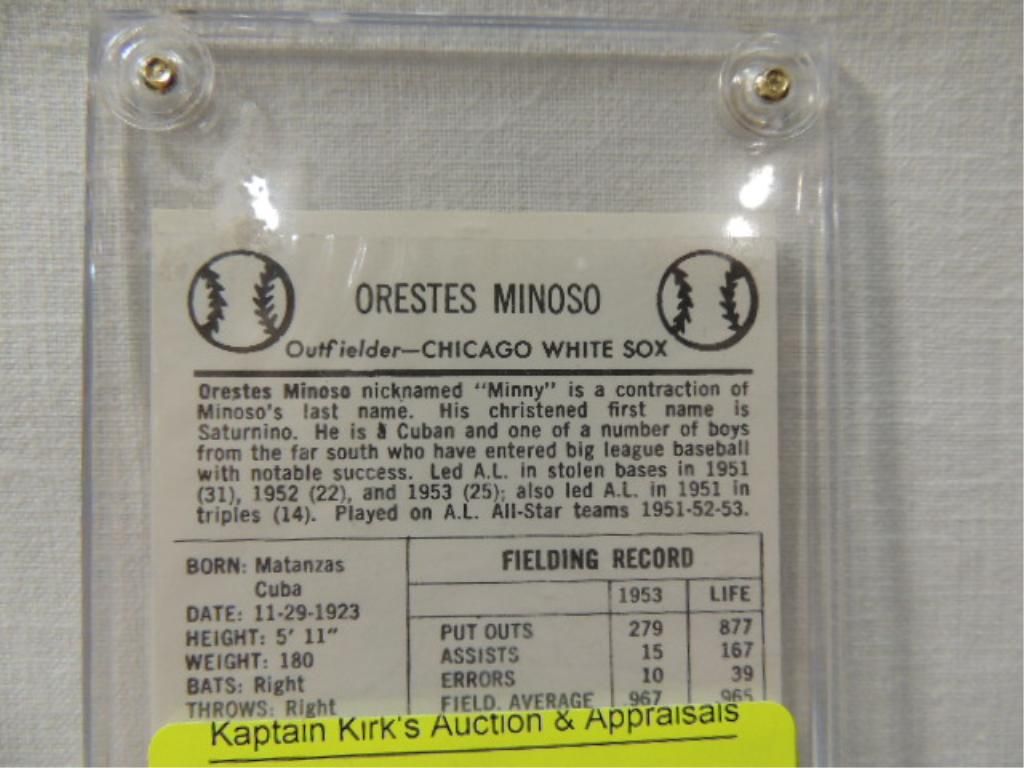 ORESTES MINOSO
Outfielder—CHICAGO WHITE SOX
Orestes Minoso nicknamed "Minny" is a contraction of
Minoso's last name. His christened first name is
Saturnino. He is a Cuban and one of a number of boys
from the far south who have entered big league baseball
with notable success. Led A.L. in stolen bases in 1951
(31), 1952 (22), and 1953 (25); also led A.L. in 1951 in
triples (14). Played on A.L. All-Star teams 1951-52-53.
BORN: Matanzas
Cuba
DATE: 11-29-1923
HEIGHT: 5' 11"
WEIGHT: 180
BATS: Right
THROWS: Right
FIELDING RECORD
1953 LIFE
PUT OUTS 279 877
ASSISTS 15 167
ERRORS 10 39
FIELD. AVERAGE .967 .965
Kaptain Kirk's Auction & Appraisals